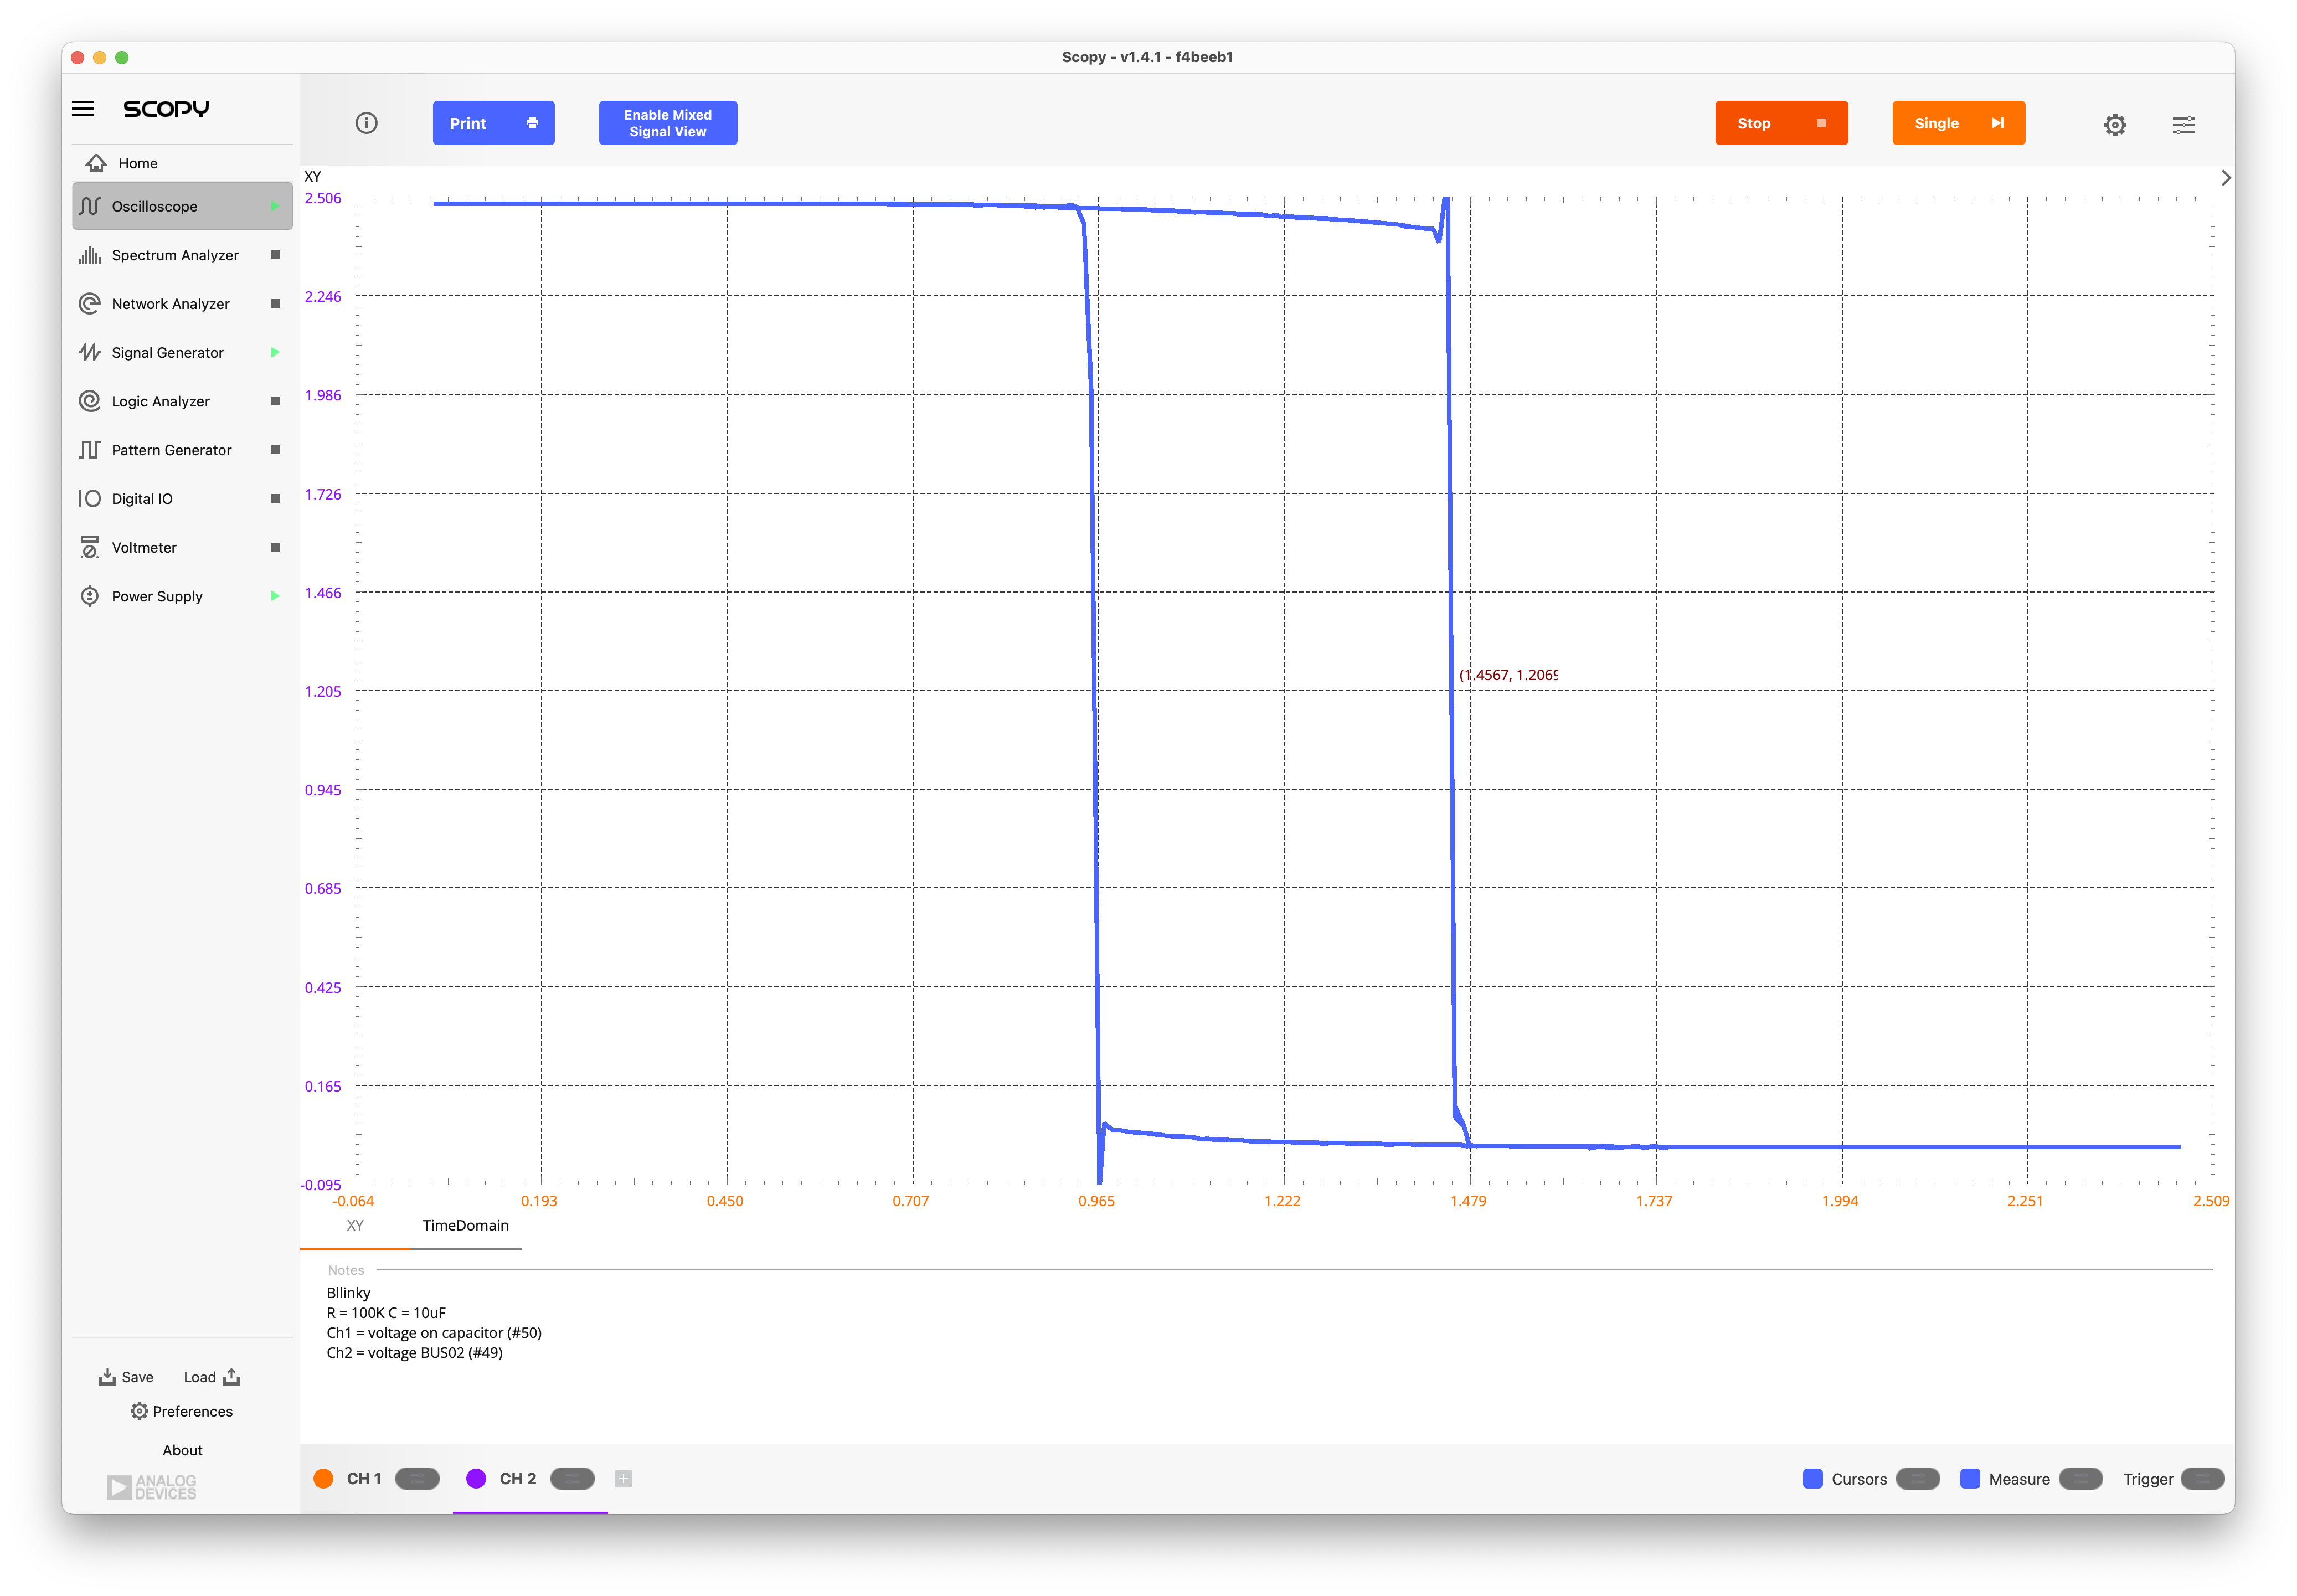 Scopy - v1.4.1 - f4beeb1
SCOPY
Print
Enable Mixed
Signal View
Stop
Single
Home
Oscilloscope
Spectrum Analyzer
Network Analyzer
Signal Generator
Logic Analyzer
Pattern Generator
Digital IO
Voltmeter
Power Supply
XY
2.506
2.246
1.986
1.726
1.466
(1.4567, 1.2069
1.205
0.945
0.685
0.425
0.165
-0.095
-0.064 0.193 0.450 0.707 0.965 1.222 1.479 1.737 1.994 2.251 2.509
XY TimeDomain
Notes
Bllinky
R = 100K C = 10uF
Ch1 = voltage on capacitor (#50)
Ch2 = voltage BUS02 (#49)
Save Load
Preferences
About
ANALOG
DEVICES
CH 1 CH 2 Cursors Measure Trigger